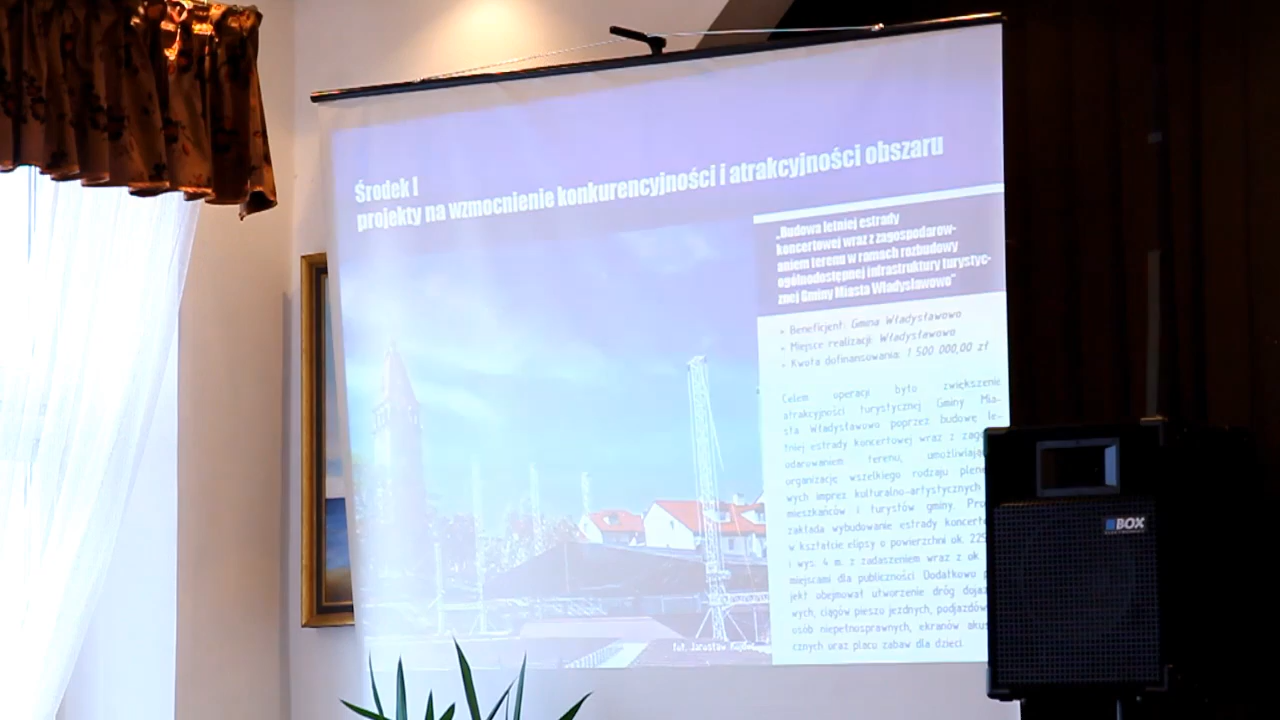 Środek I
projekty na wzmocnienie konkurencyjności i atrakcyjności obszaru
„Budowa letniej estrady
koncertowej wraz z zagospodarow-
aniem terenu w ramach rozbudowy
ogólnodostępnej infrastruktury turystyc-
znej Gminy Miasta Władysławowo"
- Beneficjent: Gmina Władysławowo
- Miejsce realizacji: Władysławowo
- Kwota dofinansowania: 1 500 000,00 zł
Celem operacji było zwiększenie
atrakcyjności turystycznej Gminy Mia-
sta Władysławowo poprzez budowę le-
tniej estrady koncertowej wraz z
odarowaniem terenu,
organizację wszelkiego rodzaju
wych imprez kulturalno-artystycznych
mieszkańców i turystów gminy.
zakłada wybudowanie estrady
w kształcie elipsy o powierzchni ok. 225
i wys. 4 m. z zadaszeniem wraz z ok
miejscami dla publiczności Dodatkowo
jekt obejmował utworzenie dróg
wych, ciągów pieszo jezdnych, podjazdów
osób niepełnosprawnych, ekranów
cznych oraz placu zabaw dla dzieci
fot. Jarosław
BOX